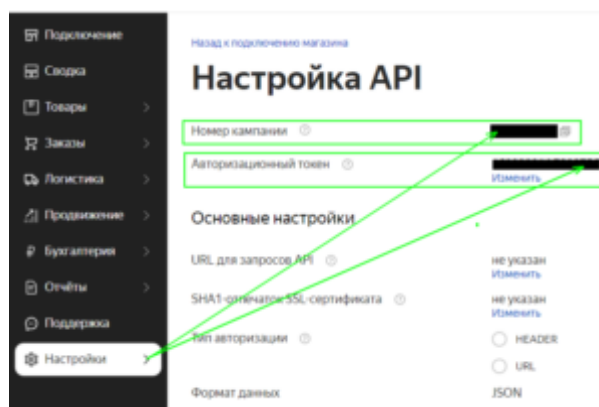 Подключение
Сводка
Товары
Заказы
Логистика
Продвижение
Бухгалтерия
Отчёты
Поддержка
Настройки
Назад к подключению магазина
Настройка API
Номер кампании
Авторизационный токен
Изменить
Основные настройки
URL для запросов API
не указан
Изменить
SHA1-отпечаток SSL-сертификата
не указан
Изменить
Тип авторизации
HEADER
URL
Формат данных
JSON